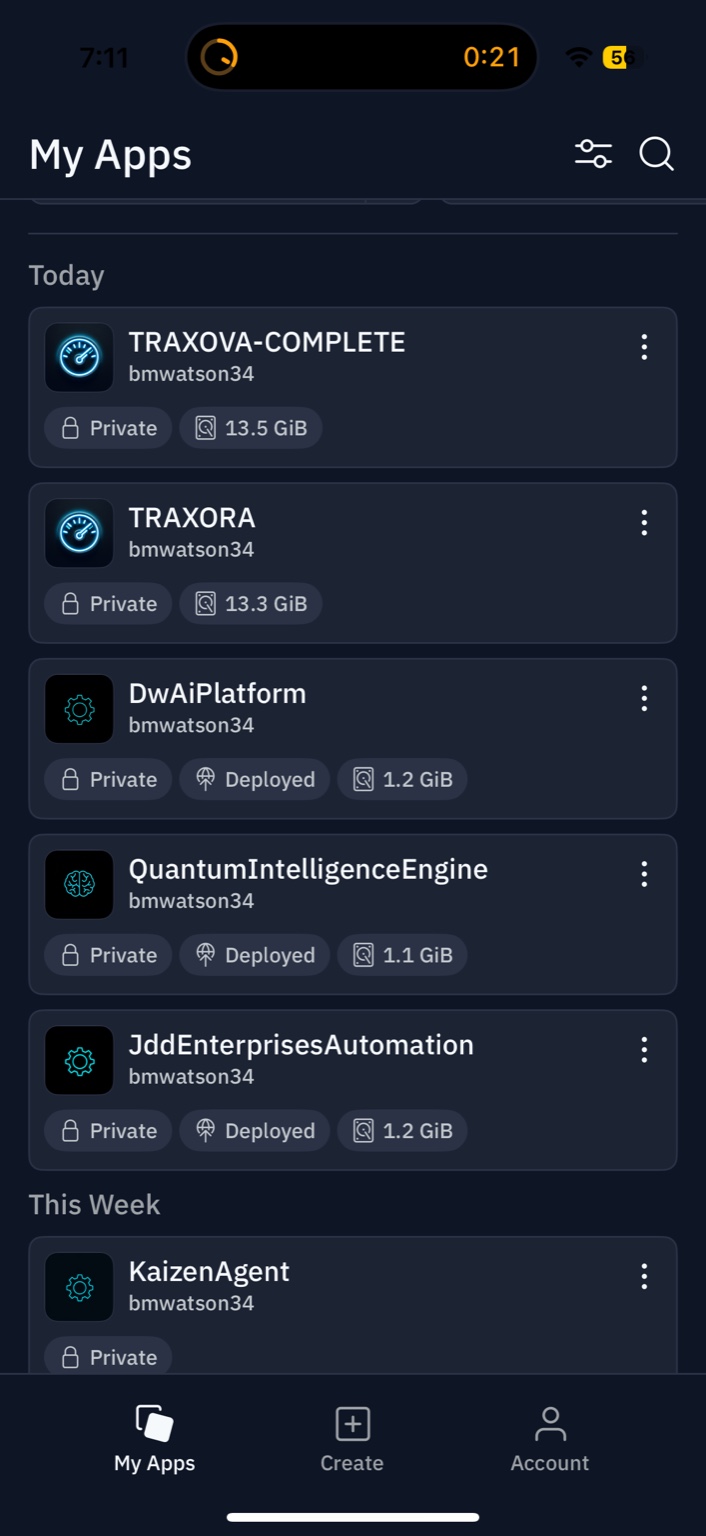 7:11
0:21
56
My Apps
Today
TRAXOVA-COMPLETE
bmwatson34
Private
13.5 GiB
TRAXORA
bmwatson34
Private
13.3 GiB
DwAiPlatform
bmwatson34
Private
Deployed
1.2 GiB
QuantumIntelligenceEngine
bmwatson34
Private
Deployed
1.1 GiB
JddEnterprisesAutomation
bmwatson34
Private
Deployed
1.2 GiB
This Week
KaizenAgent
bmwatson34
Private
My Apps
Create
Account